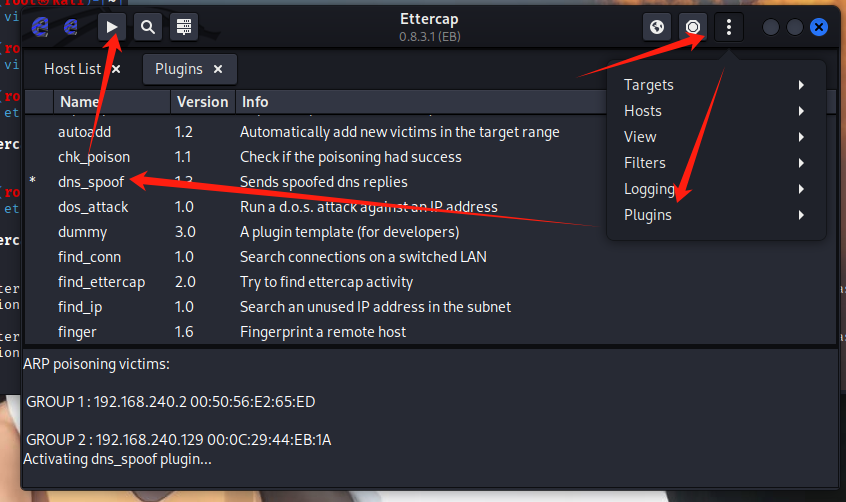 Ettercap
0.8.3.1 (EB)
Host List ×
Plugins ×
Name Version Info
autoadd 1.2 Automatically add new victims in the target range
chk_poison 1.1 Check if the poisoning had success
* dns_spoof 1.3 Sends spoofed dns replies
dos_attack 1.0 Run a d.o.s. attack against an IP address
dummy 3.0 A plugin template (for developers)
find_conn 1.0 Search connections on a switched LAN
find_ettercap 2.0 Try to find ettercap activity
find_ip 1.0 Search an unused IP address in the subnet
finger 1.6 Fingerprint a remote host
Targets
Hosts
View
Filters
Logging
Plugins
ARP poisoning victims:
GROUP 1 : 192.168.240.2 00:50:56:E2:65:ED
GROUP 2 : 192.168.240.129 00:0C:29:44:EB:1A
Activating dns_spoof plugin...